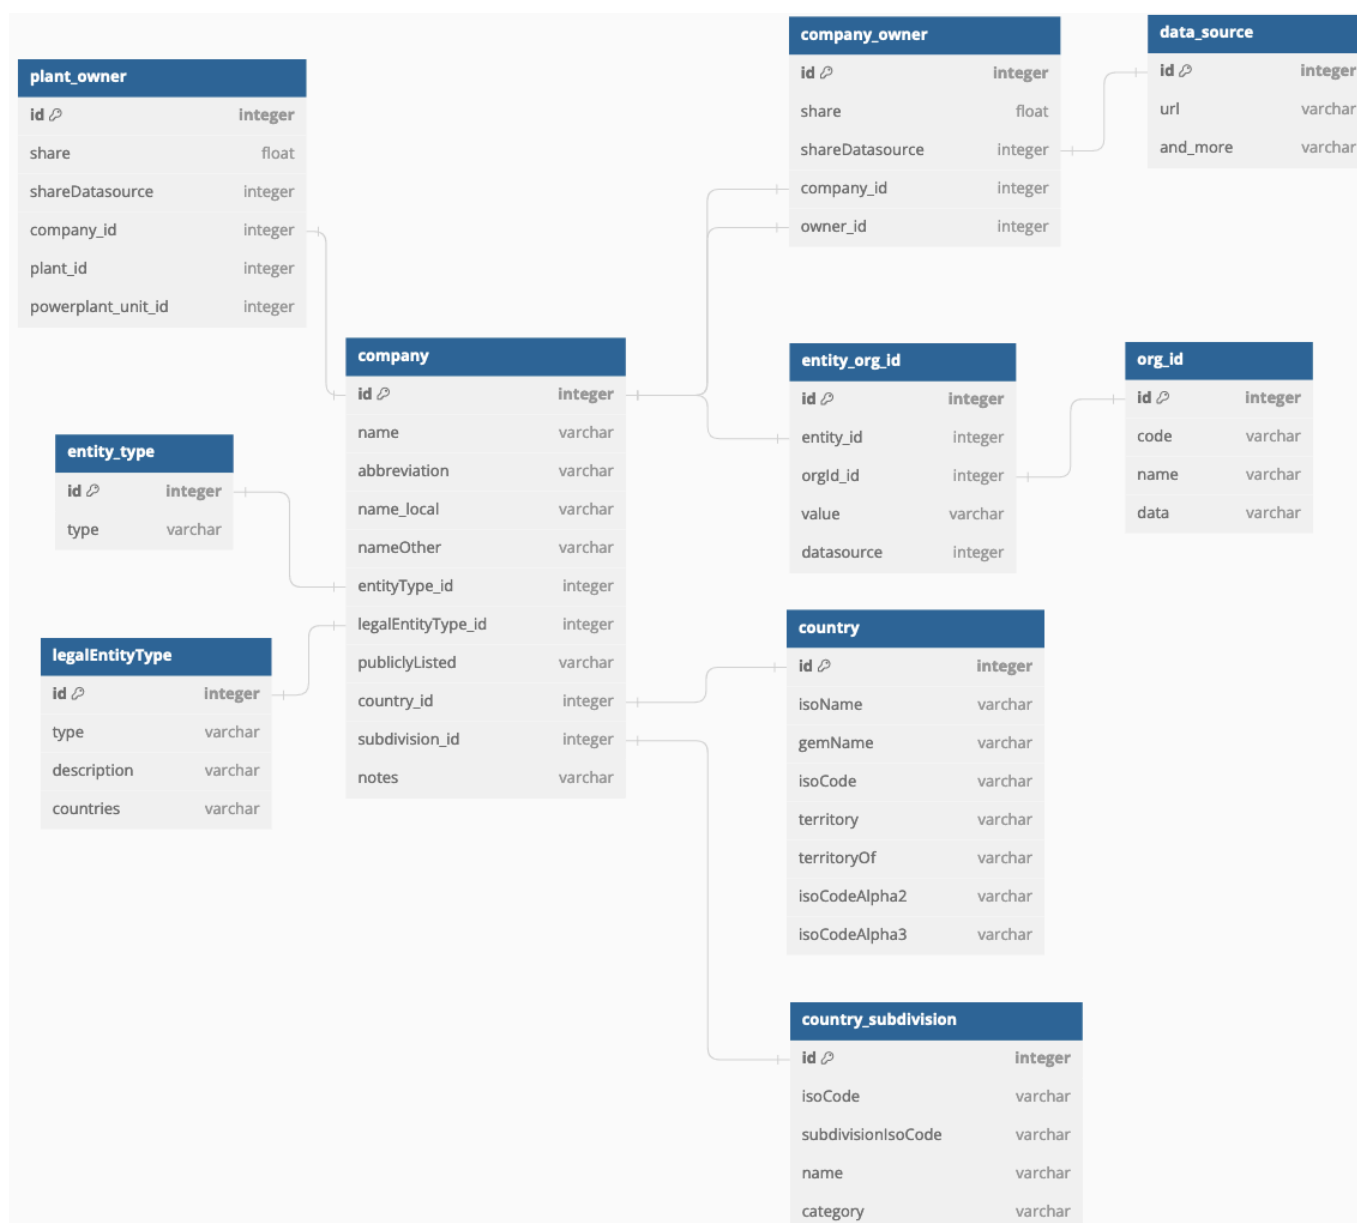 plant_owner
id integer
share float
shareDatasource integer
company_id integer
plant_id integer
powerplant_unit_id integer
company_owner
id integer
share float
shareDatasource integer
company_id integer
owner_id integer
data_source
id integer
url varchar
and_more varchar
company
id integer
name varchar
abbreviation varchar
name_local varchar
nameOther varchar
entityType_id integer
legalEntityType_id integer
publiclyListed varchar
country_id integer
subdivision_id integer
notes varchar
entity_type
id integer
type varchar
legalEntityType
id integer
type varchar
description varchar
countries varchar
entity_org_id
id integer
entity_id integer
orgId_id integer
value varchar
datasource integer
org_id
id integer
code varchar
name varchar
data varchar
country
id integer
isoName varchar
gemName varchar
isoCode varchar
territory varchar
territoryOf varchar
isoCodeAlpha2 varchar
isoCodeAlpha3 varchar
country_subdivision
id integer
isoCode varchar
subdivisionIsoCode varchar
name varchar
category varchar